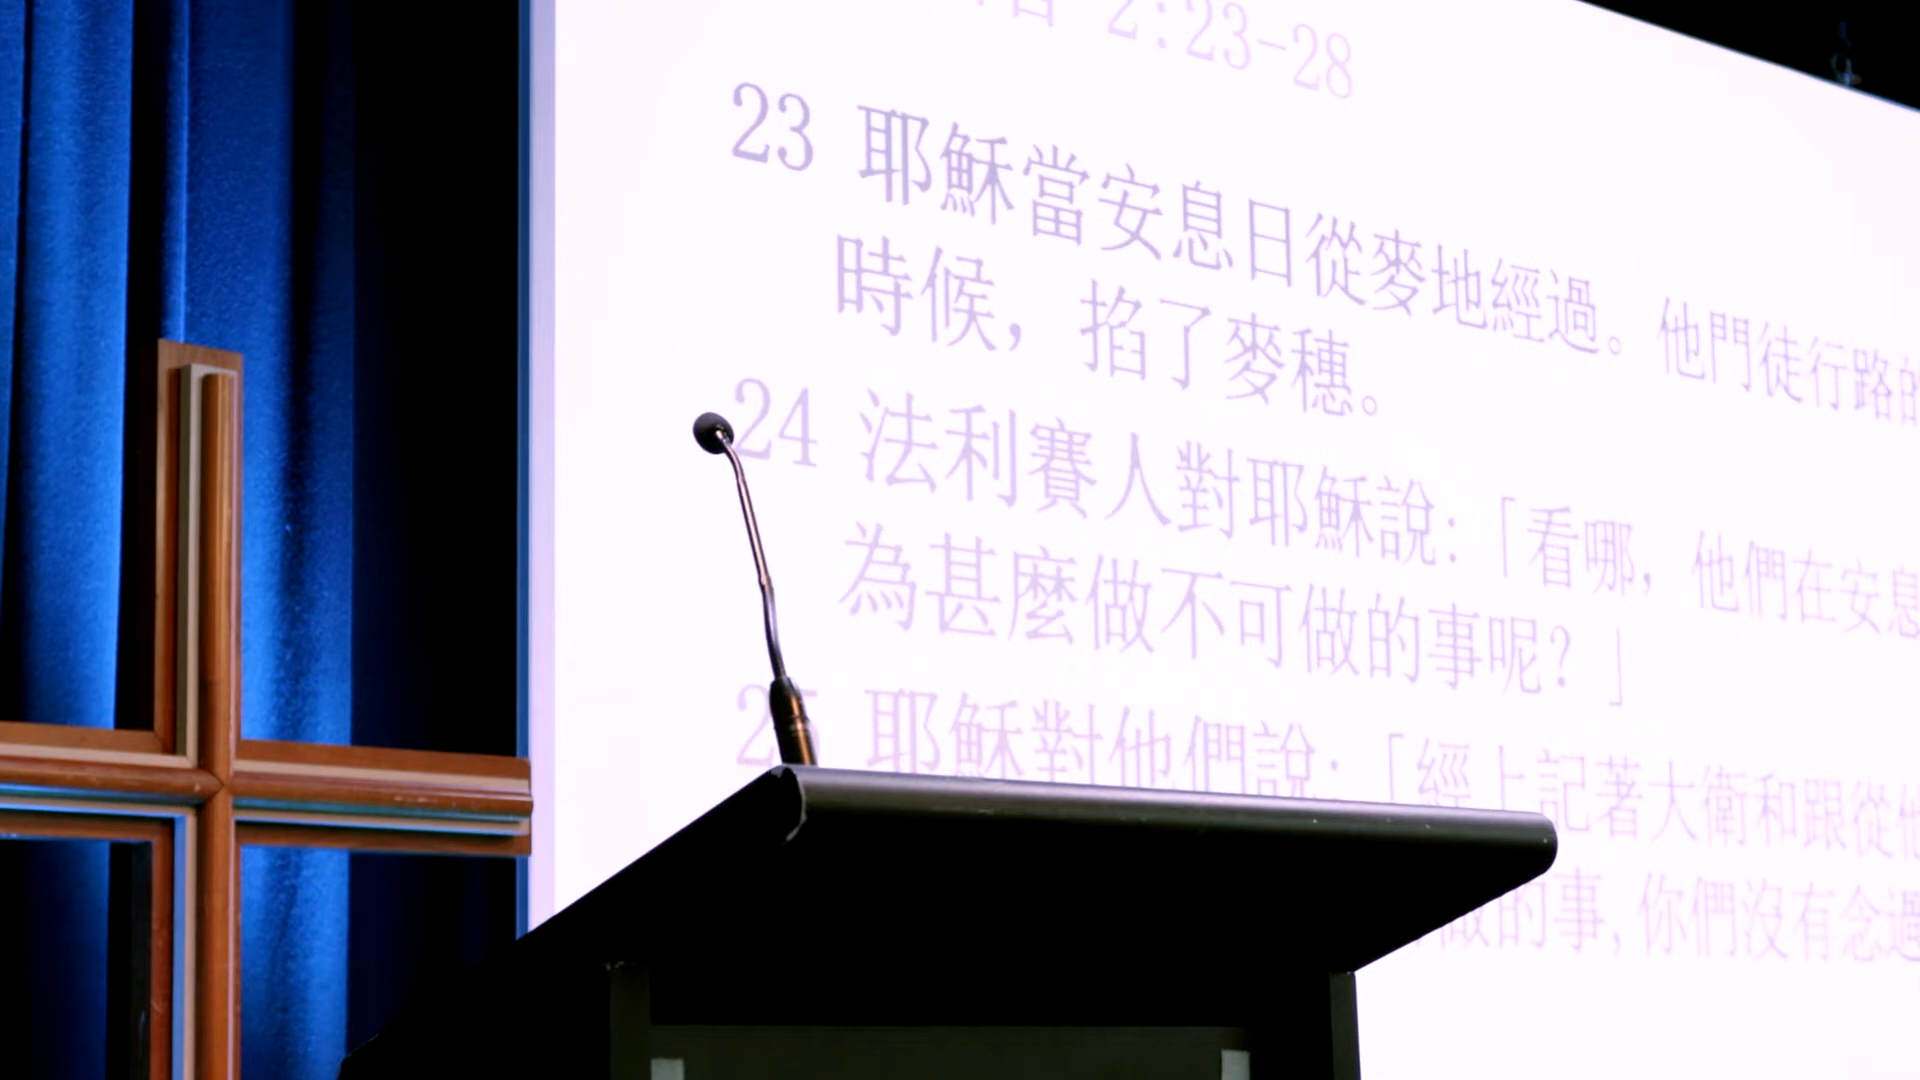 2:23-28
23 耶穌當安息日從麥地經過。他門徒行路的
時候，掐了麥穗。
24 法利賽人對耶穌說：「看哪，他們在安息
為甚麼做不可做的事呢？」
25 耶穌對他們說：「經上記著大衛和跟從他
做的事,你們沒有念過